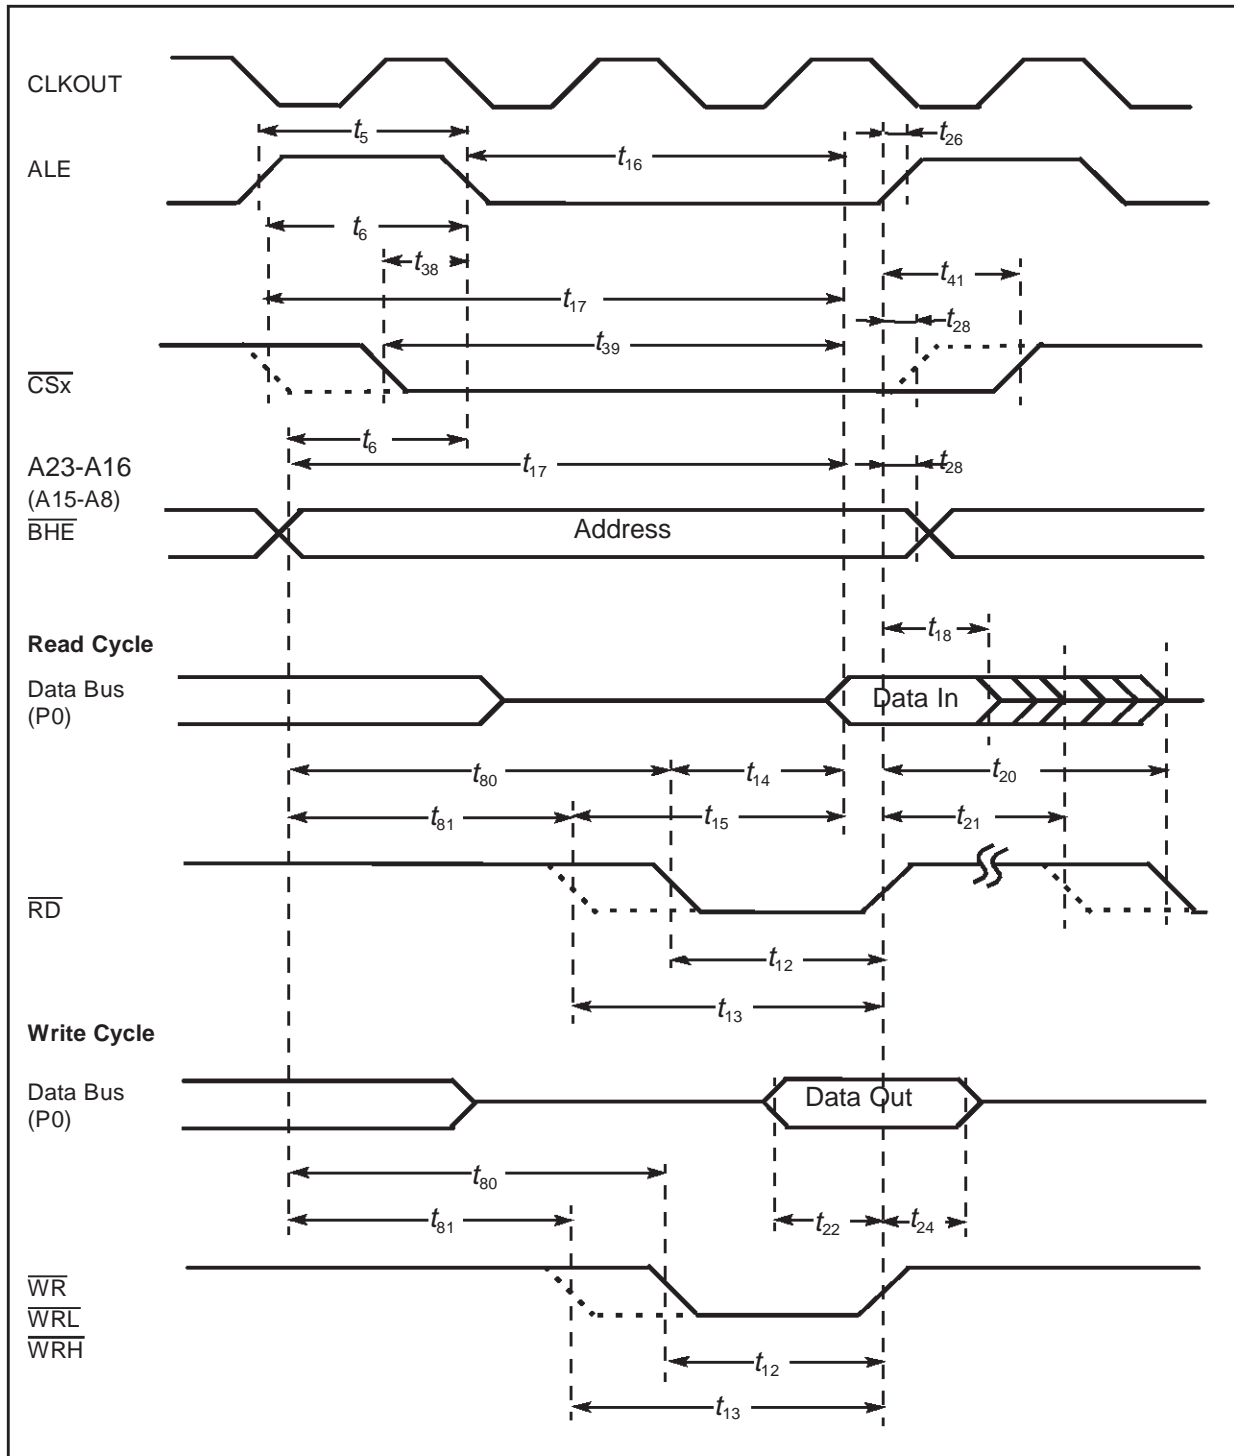 CLKOUT
t5
t26
ALE
t16
t6
t38
t41
t17
t28
t39
CSx
t6
A23-A16
t17
t28
(A15-A8)
BHE
Address
t18
Read Cycle
Data Bus
(P0)
Data In
t80
t14
t20
t81
t15
t21
RD
t12
t13
Write Cycle
Data Bus
(P0)
Data Out
t80
t81
t22
t24
WR
WRL
WRH
t12
t13